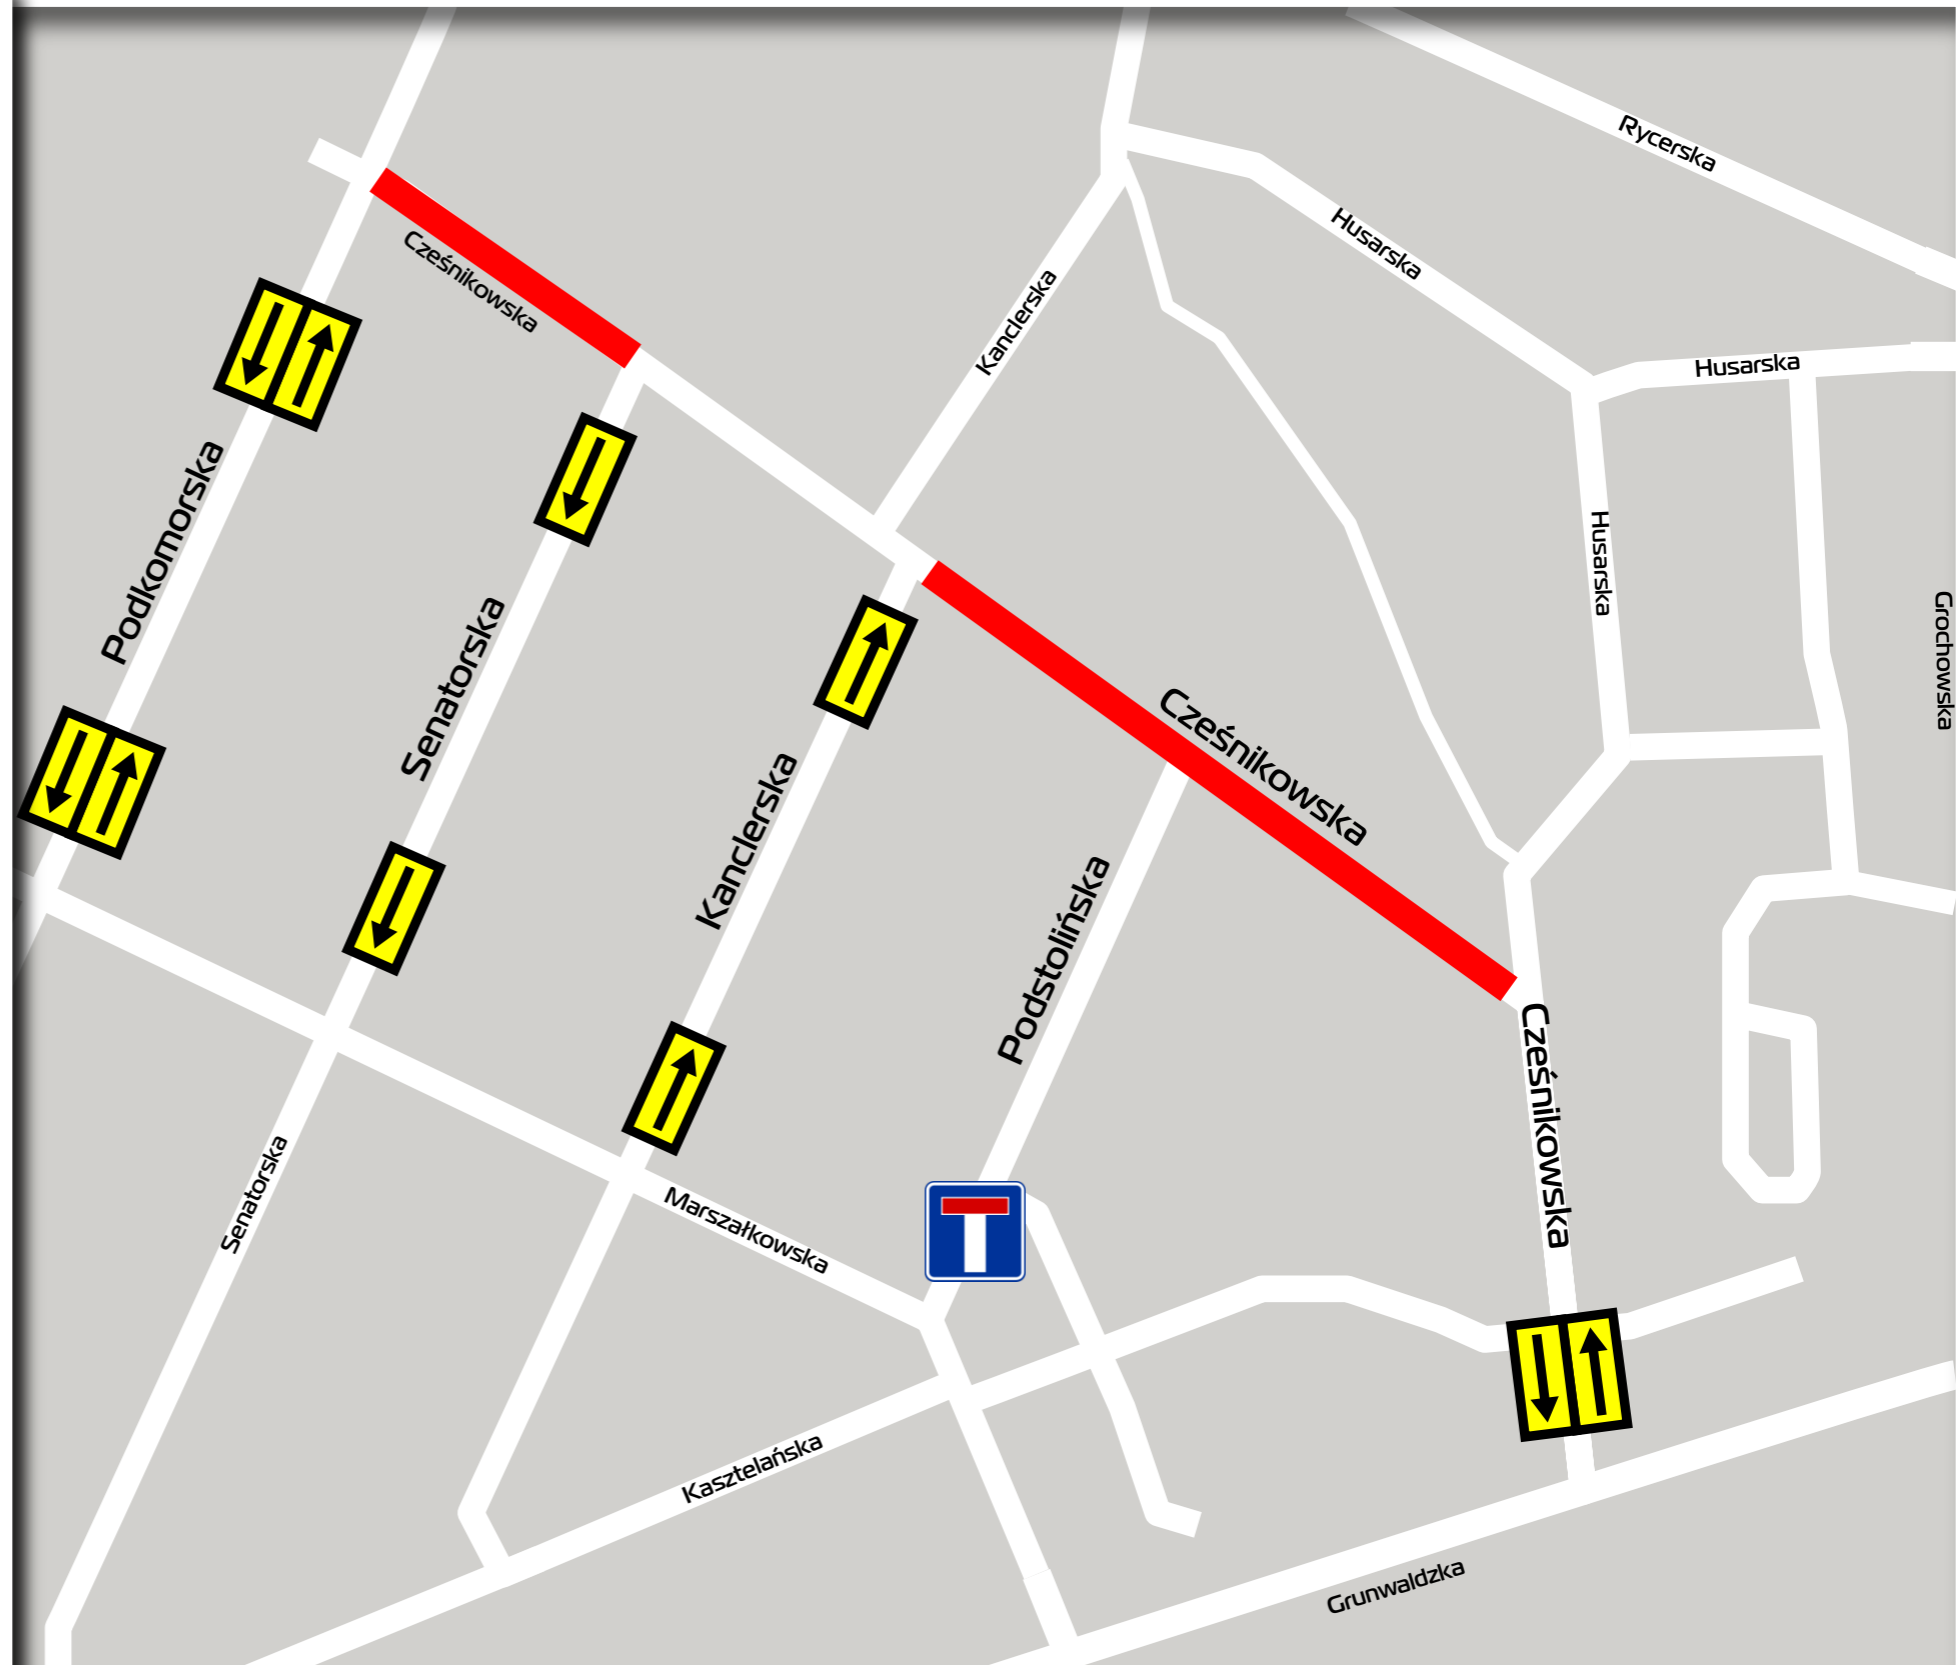 Rycerska
Husarska
Cześnikowska
Kanclerska
Husarska
Podkomorska
Husarska
Senatorska
Grochowska
Cześnikowska
Kanclerska
Podstolińska
Cześnikowska
Senatorska
Marszałkowska
Kasztelańska
Grunwaldzka